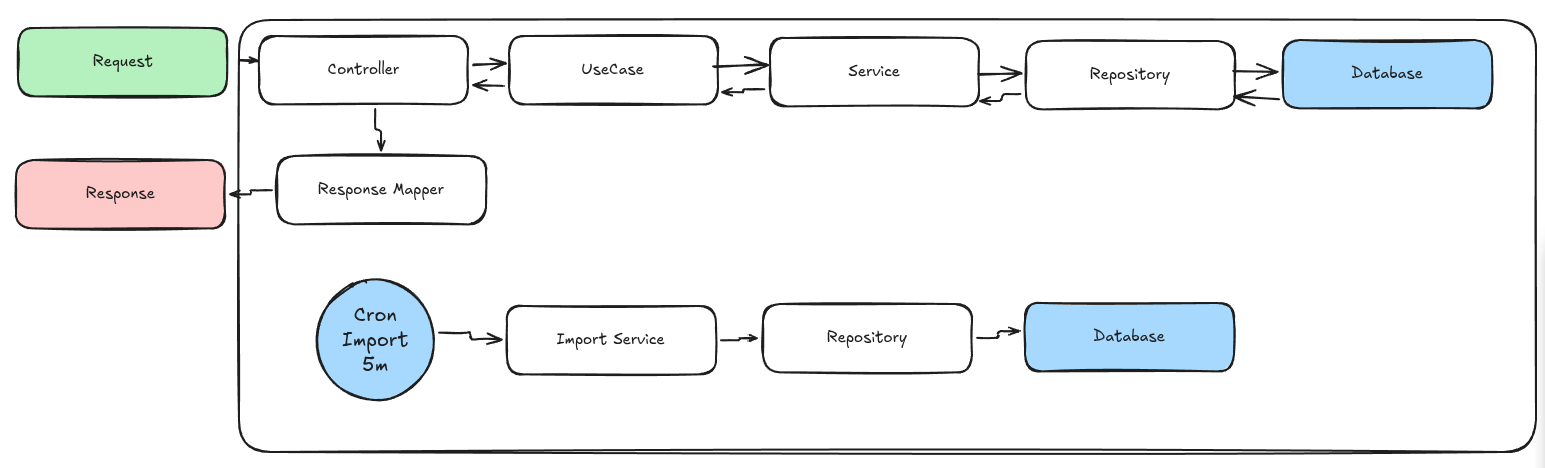 Request
Controller
UseCase
Service
Repository
Database
Response
Response Mapper
Cron
Import
5m
Import Service
Repository
Database